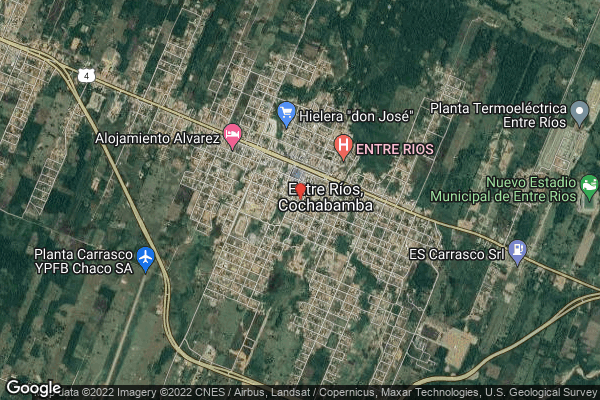 4
Hielera "don José"
Planta Termoeléctrica
Entre Ríos
Alojamiento Alvarez
H
ENTRE RIOS
Entre Ríos,
Cochabamba
Nuevo Estadio
Municipal de Entre Rios
Planta Carrasco
YPFB Chaco SA
ES Carrasco Srl
Google
data ©2022 Imagery ©2022 CNES / Airbus, Landsat / Copernicus, Maxar Technologies, U.S. Geological Survey